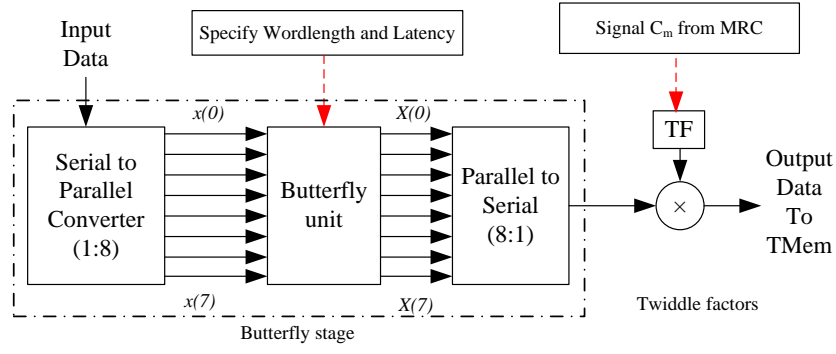 Input
Data
Specify Wordlength and Latency
Signal Cm from MRC
x(0)
X(0)
Serial to
Parallel
Converter
(1:8)
Butterfly
unit
Parallel to
Serial
(8:1)
TF
×
Output
Data
To
TMem
x(7)
X(7)
Twiddle factors
Butterfly stage